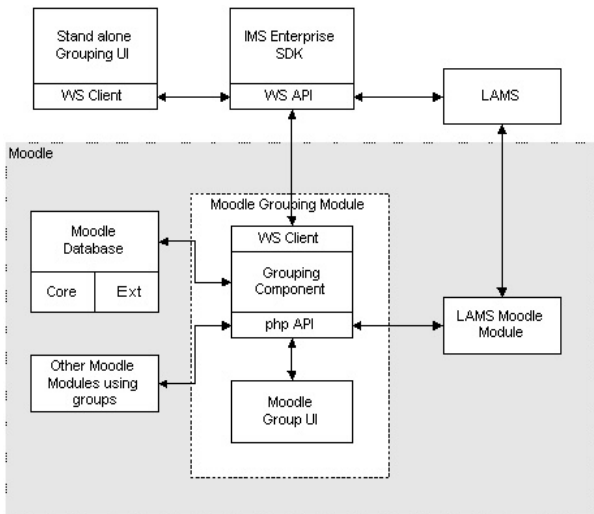 Stand alone
Grouping UI
WS Client
IMS Enterprise
SDK
WS API
LAMS
Moodle
Moodle Grouping Module
Moodle
Database
Core
Ext
WS Client
Grouping
Component
php API
LAMS Moodle
Module
Other Moodle
Modules using
groups
Moodle
Group UI